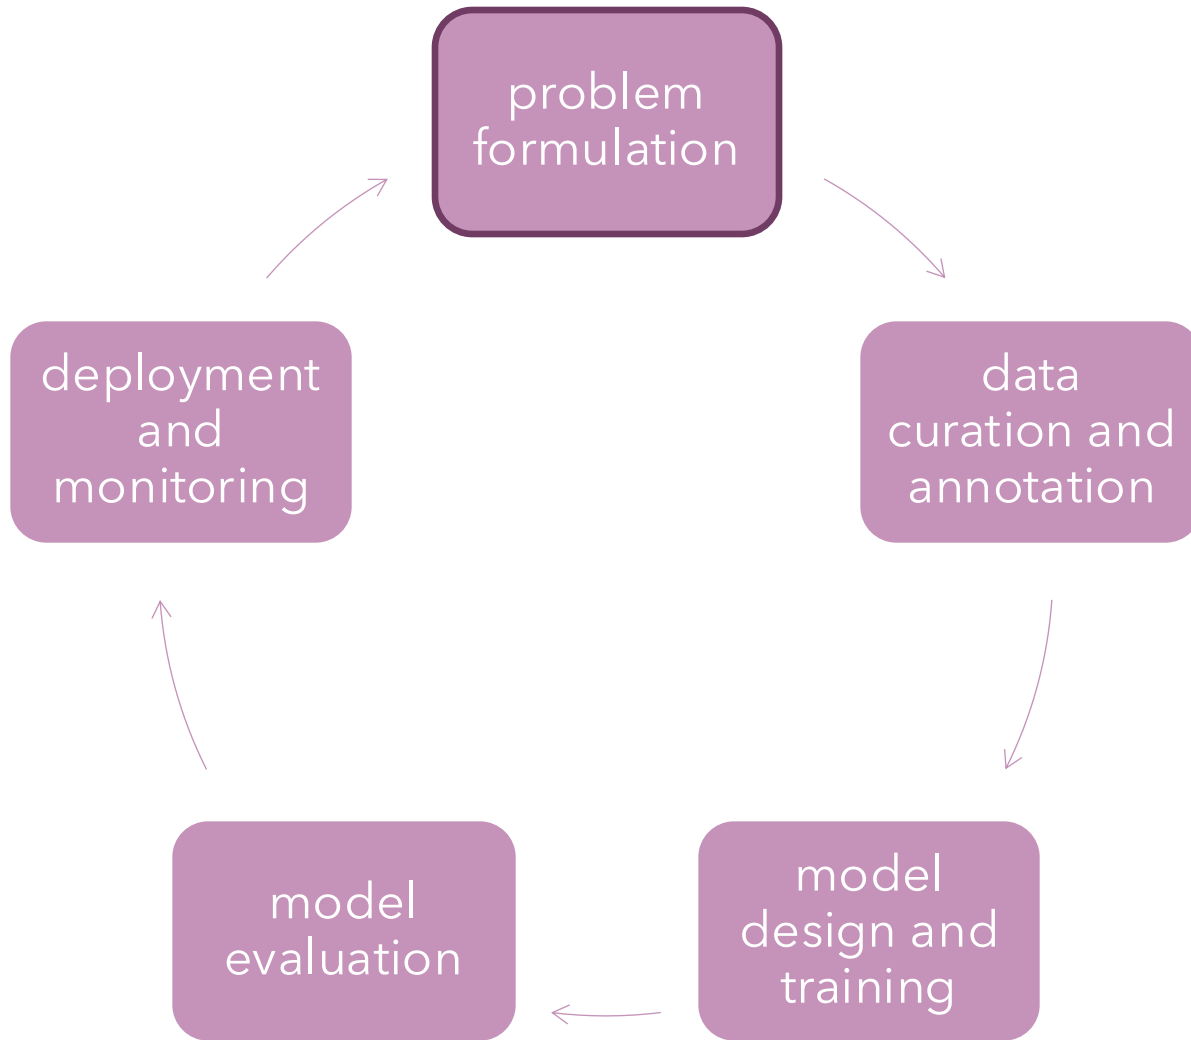 problem
formulation
data
curation and
annotation
model
design and
training
model
evaluation
deployment
and
monitoring